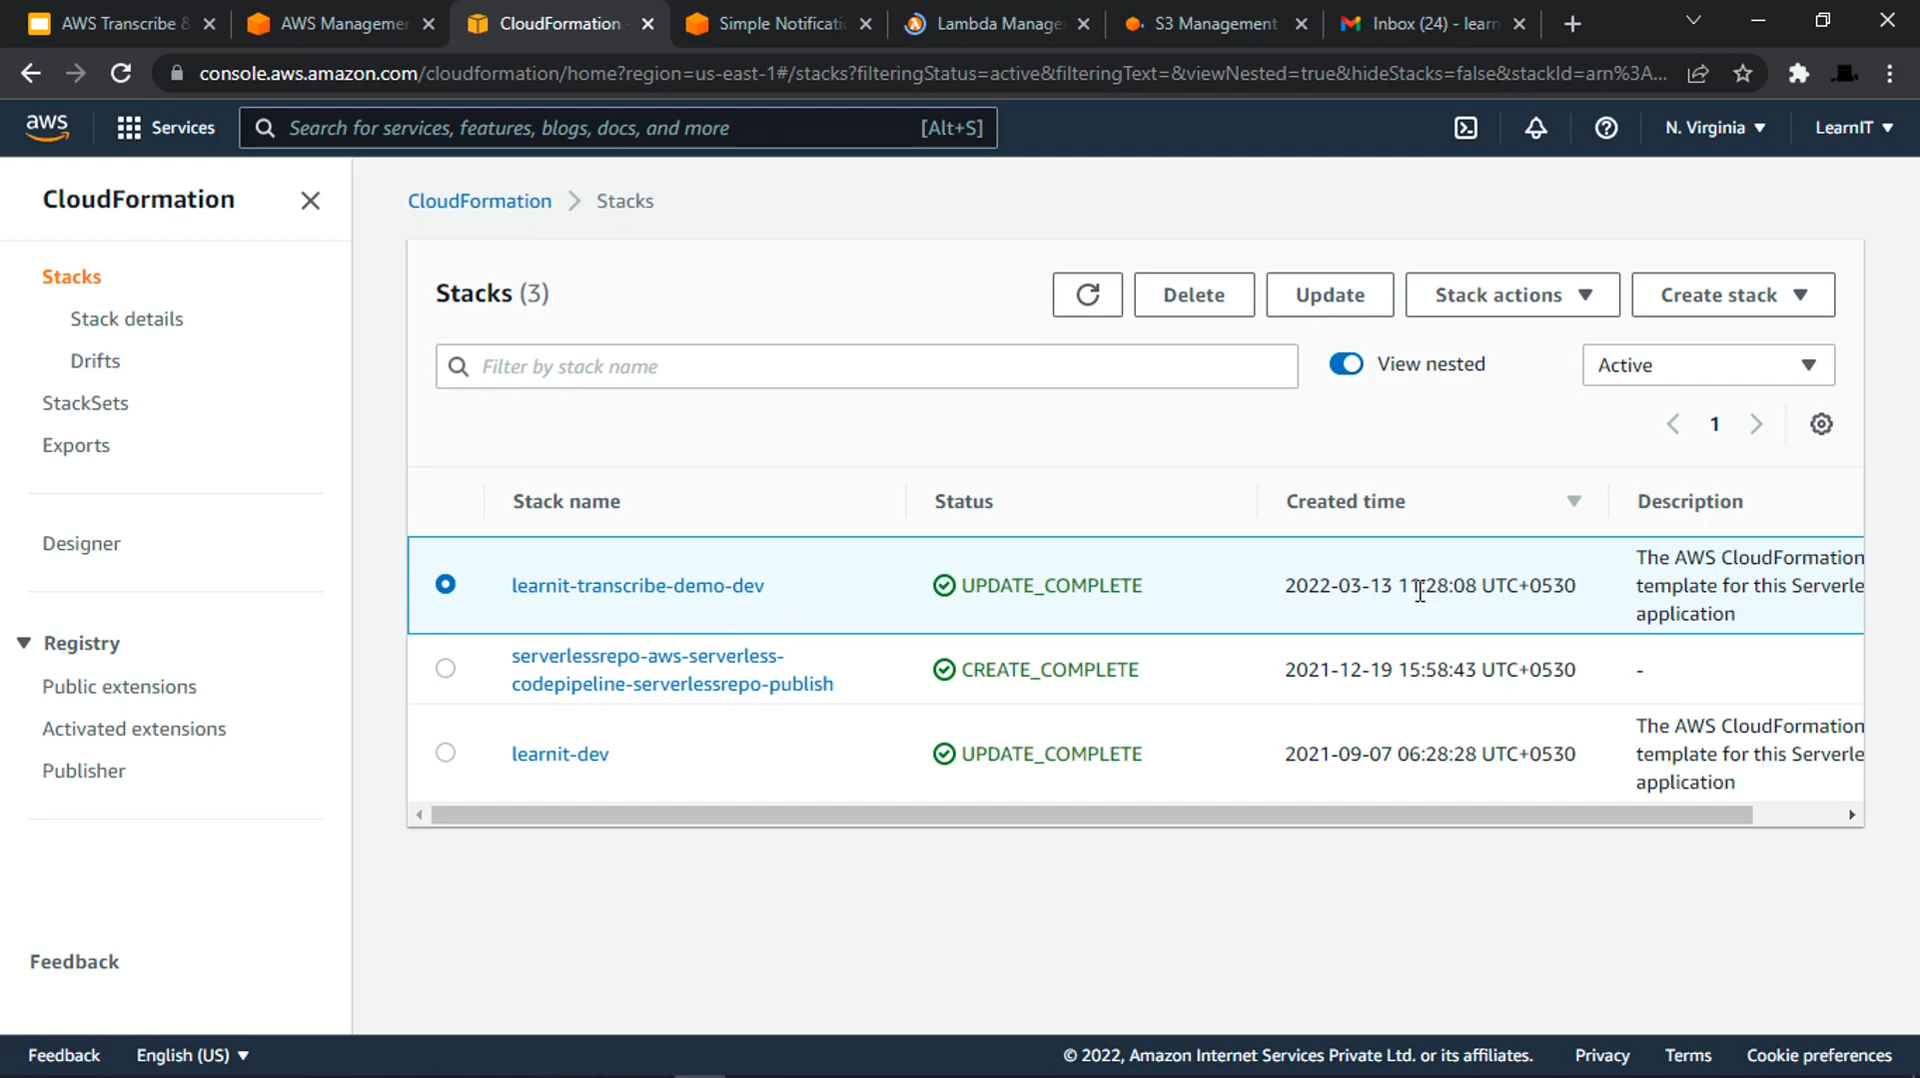 AWS Transcribe &
AWS Managemen
CloudFormation -
Simple Notificati
Lambda Manage
S3 Management
Inbox (24) - learn
console.aws.amazon.com/cloudformation/home?region=us-east-1#/stacks?filteringStatus=active&filteringText=&viewNested=true&hideStacks=false&stackId=arn%3A...
aws
Services
Search for services, features, blogs, docs, and more
[Alt+S]
N. Virginia
LearnIT
CloudFormation
Stacks
Stack details
Drifts
StackSets
Exports
Designer
Registry
Public extensions
Activated extensions
Publisher
Feedback
CloudFormation > Stacks
Stacks (3)
Delete
Update
Stack actions
Create stack
Filter by stack name
View nested
Active
1
Stack name Status Created time Description
learnit-transcribe-demo-dev UPDATE_COMPLETE 2022-03-13 11:28:08 UTC+0530
The AWS CloudFormation
template for this Serverle
application
serverlessrepo-aws-serverless-
codepipeline-serverlessrepo-publish
CREATE_COMPLETE 2021-12-19 15:58:43 UTC+0530 -
learnit-dev UPDATE_COMPLETE 2021-09-07 06:28:28 UTC+0530
The AWS CloudFormation
template for this Serverle
application
Feedback English (US) © 2022, Amazon Internet Services Private Ltd. or its affiliates. Privacy Terms Cookie preferences